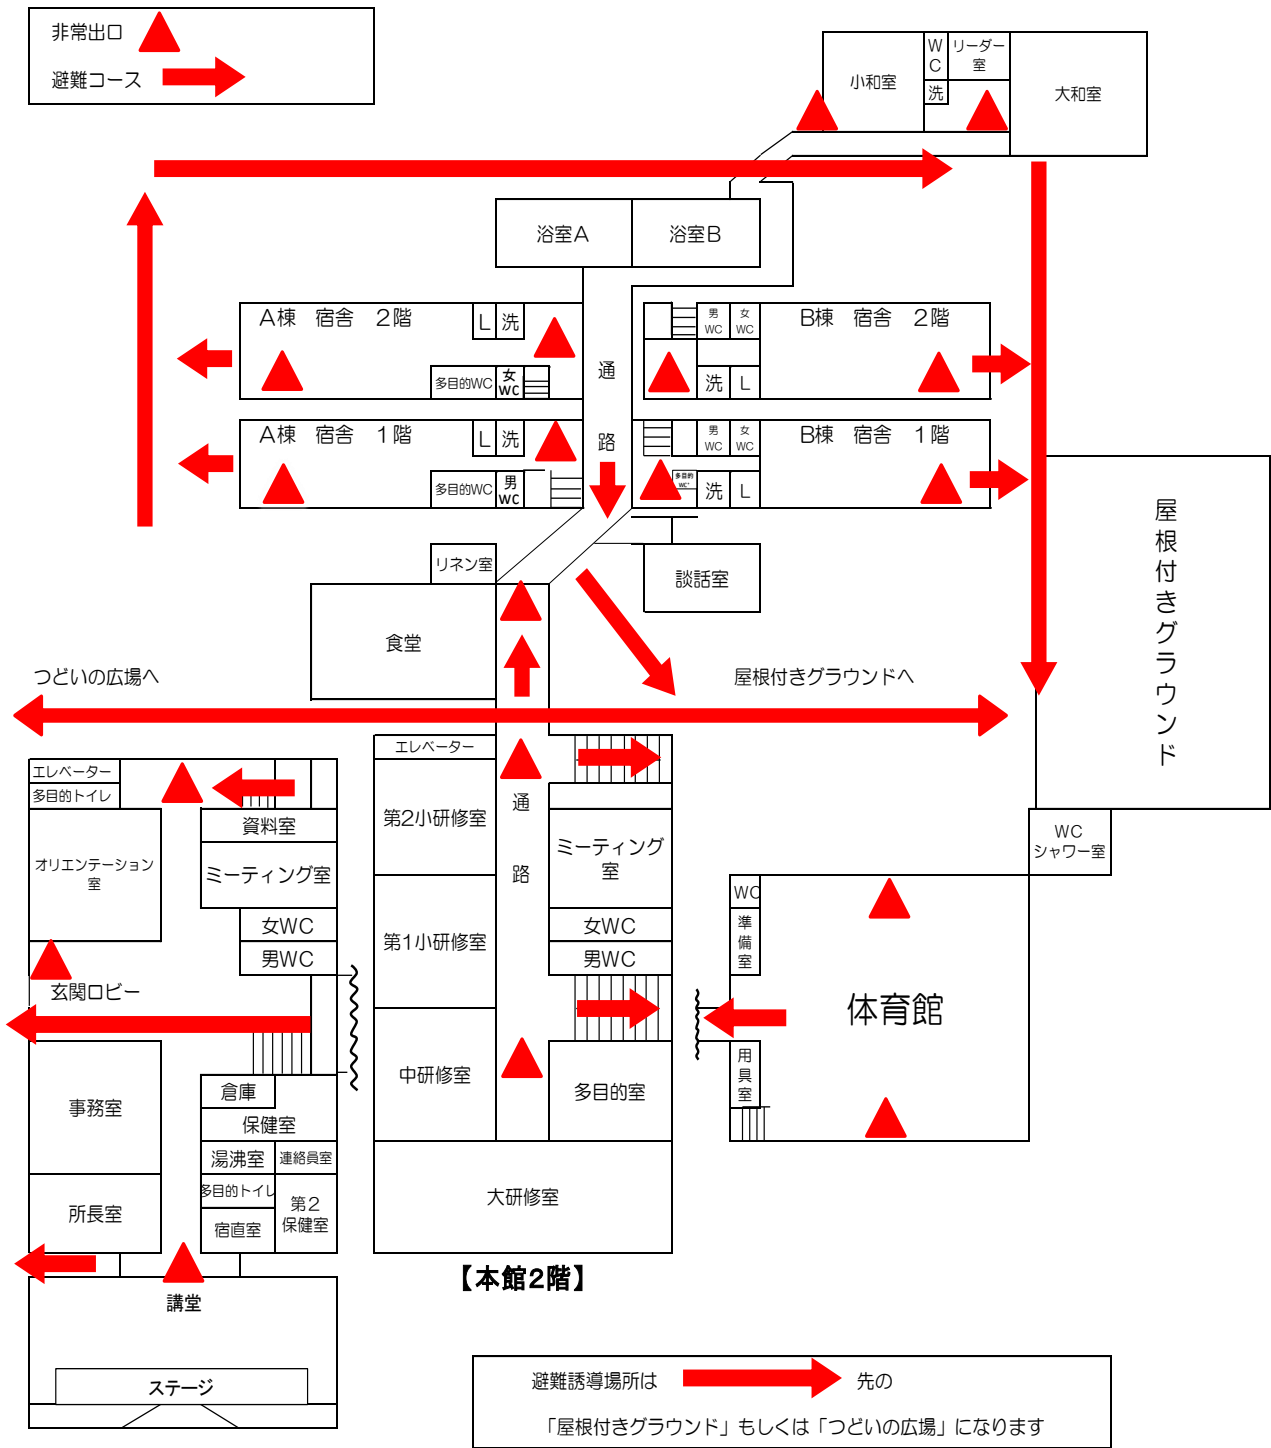 非常出口
避難コース
小和室
WC
洗
リーダー
室
大和室
浴室A
浴室B
A棟 宿舎 2階
L
洗
多目的WC
女
WC
通
路
男
WC
女
WC
洗
L
B棟 宿舎 2階
A棟 宿舎 1階
L
洗
多目的WC
男
WC
男
WC
女
WC
多目的
WC
洗
L
B棟 宿舎 1階
屋根付きグラウンド
リネン室
談話室
食堂
つどいの広場へ
屋根付きグラウンドへ
エレベーター
エレベーター
多目的トイレ
資料室
オリエンテーション
室
ミーティング室
女WC
男WC
玄関ロビー
第2小研修室
通
路
ミーティング
室
第1小研修室
女WC
男WC
中研修室
多目的室
大研修室
WC
シャワー室
WC
準備室
体育館
用具室
事務室
倉庫
保健室
湯沸室
連絡員室
多目的トイレ
所長室
宿直室
第2
保健室
【本館2階】
講堂
ステージ
避難誘導場所は 先の
「屋根付きグラウンド」もしくは「つどいの広場」になります